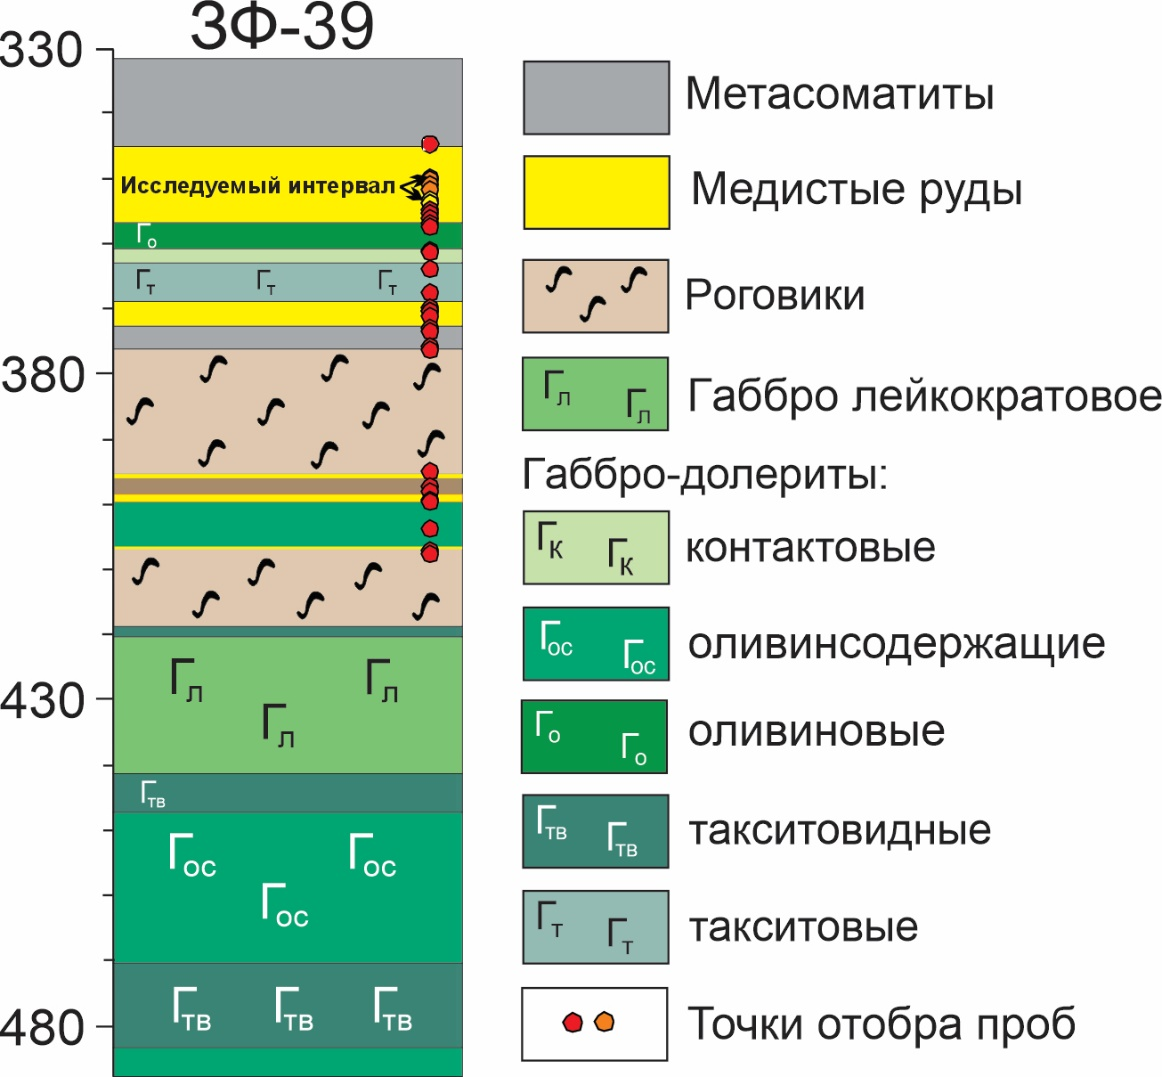 ЗФ-39
330
380
430
480
Исследуемый интервал
Го
Гт Гт Гт
Гл Гл
Гл
Гтв
Гос Гос
Гос
Гтв Гтв Гтв
Метасоматиты
Медистые руды
Роговики
Гл Гл
Габбро лейкократовое
Габбро-долериты:
Гк Гк
контактовые
Гос Гос
оливинсодержащие
Го Го
оливиновые
Гтв Гтв
такситовидные
Гт Гт
такситовые
Точки отобра проб